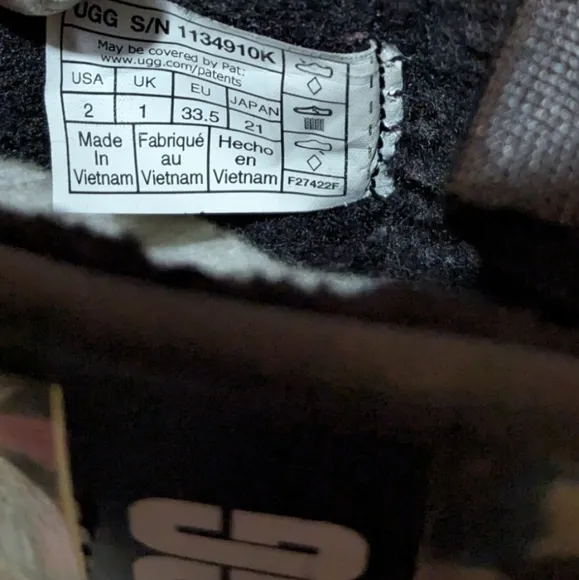 UGG S/N 1134910K
May be covered by Pat:
www.ugg.com/patents
USA UK EU JAPAN
2 1 33.5 21
Made Fabriqué Hecho
In au en
Vietnam Vietnam Vietnam
F27422F